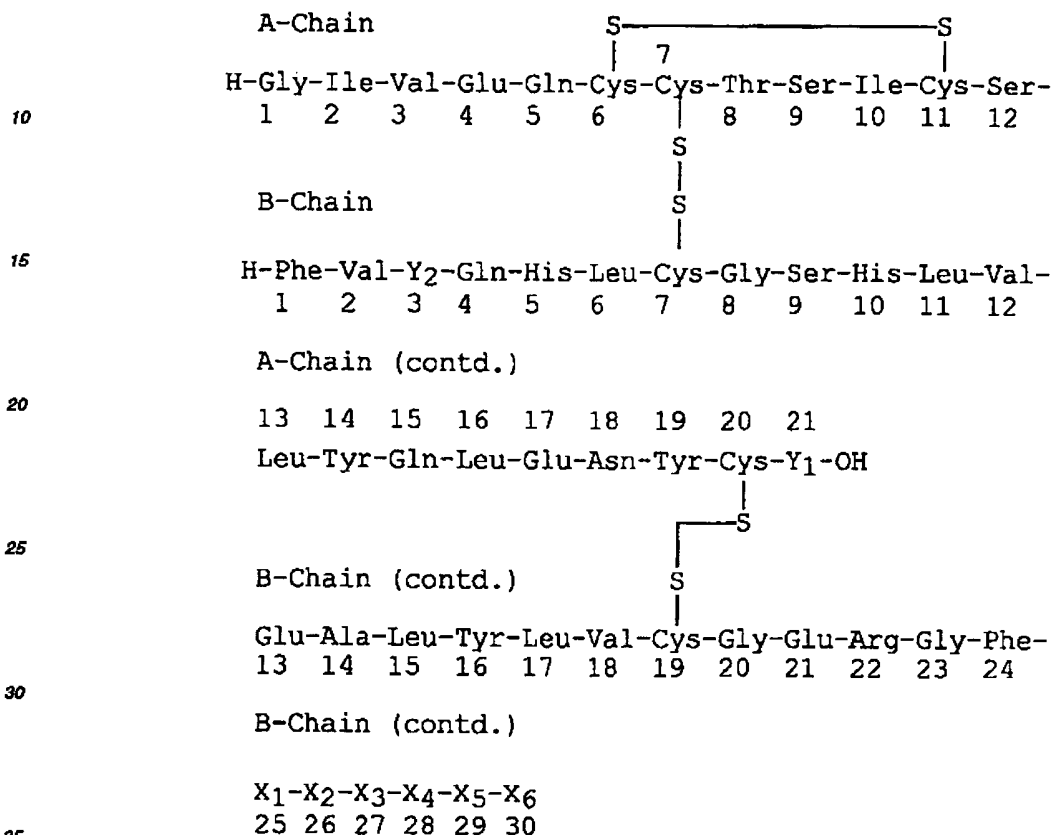 A-Chain
S S
7
H-Gly-Ile-Val-Glu-Gln-Cys-Cys-Thr-Ser-Ile-Cys-Ser-
10 1 2 3 4 5 6 8 9 10 11 12
S
B-Chain S
15 H-Phe-Val-Y2-Gln-His-Leu-Cys-Gly-Ser-His-Leu-Val-
1 2 3 4 5 6 7 8 9 10 11 12
A-Chain (contd.)
20 13 14 15 16 17 18 19 20 21
Leu-Tyr-Gln-Leu-Glu-Asn-Tyr-Cys-Y1-OH
S
25
B-Chain (contd.) S
Glu-Ala-Leu-Tyr-Leu-Val-Cys-Gly-Glu-Arg-Gly-Phe-
13 14 15 16 17 18 19 20 21 22 23 24
30
B-Chain (contd.)
X1-X2-X3-X4-X5-X6
25 26 27 28 29 30